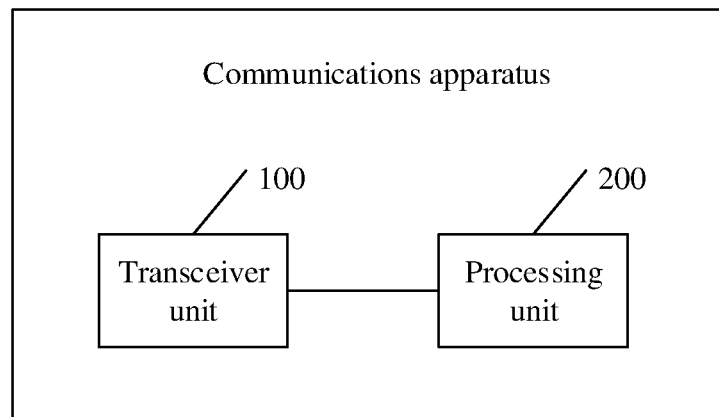 Communications apparatus
100
200
Transceiver
unit
Processing
unit